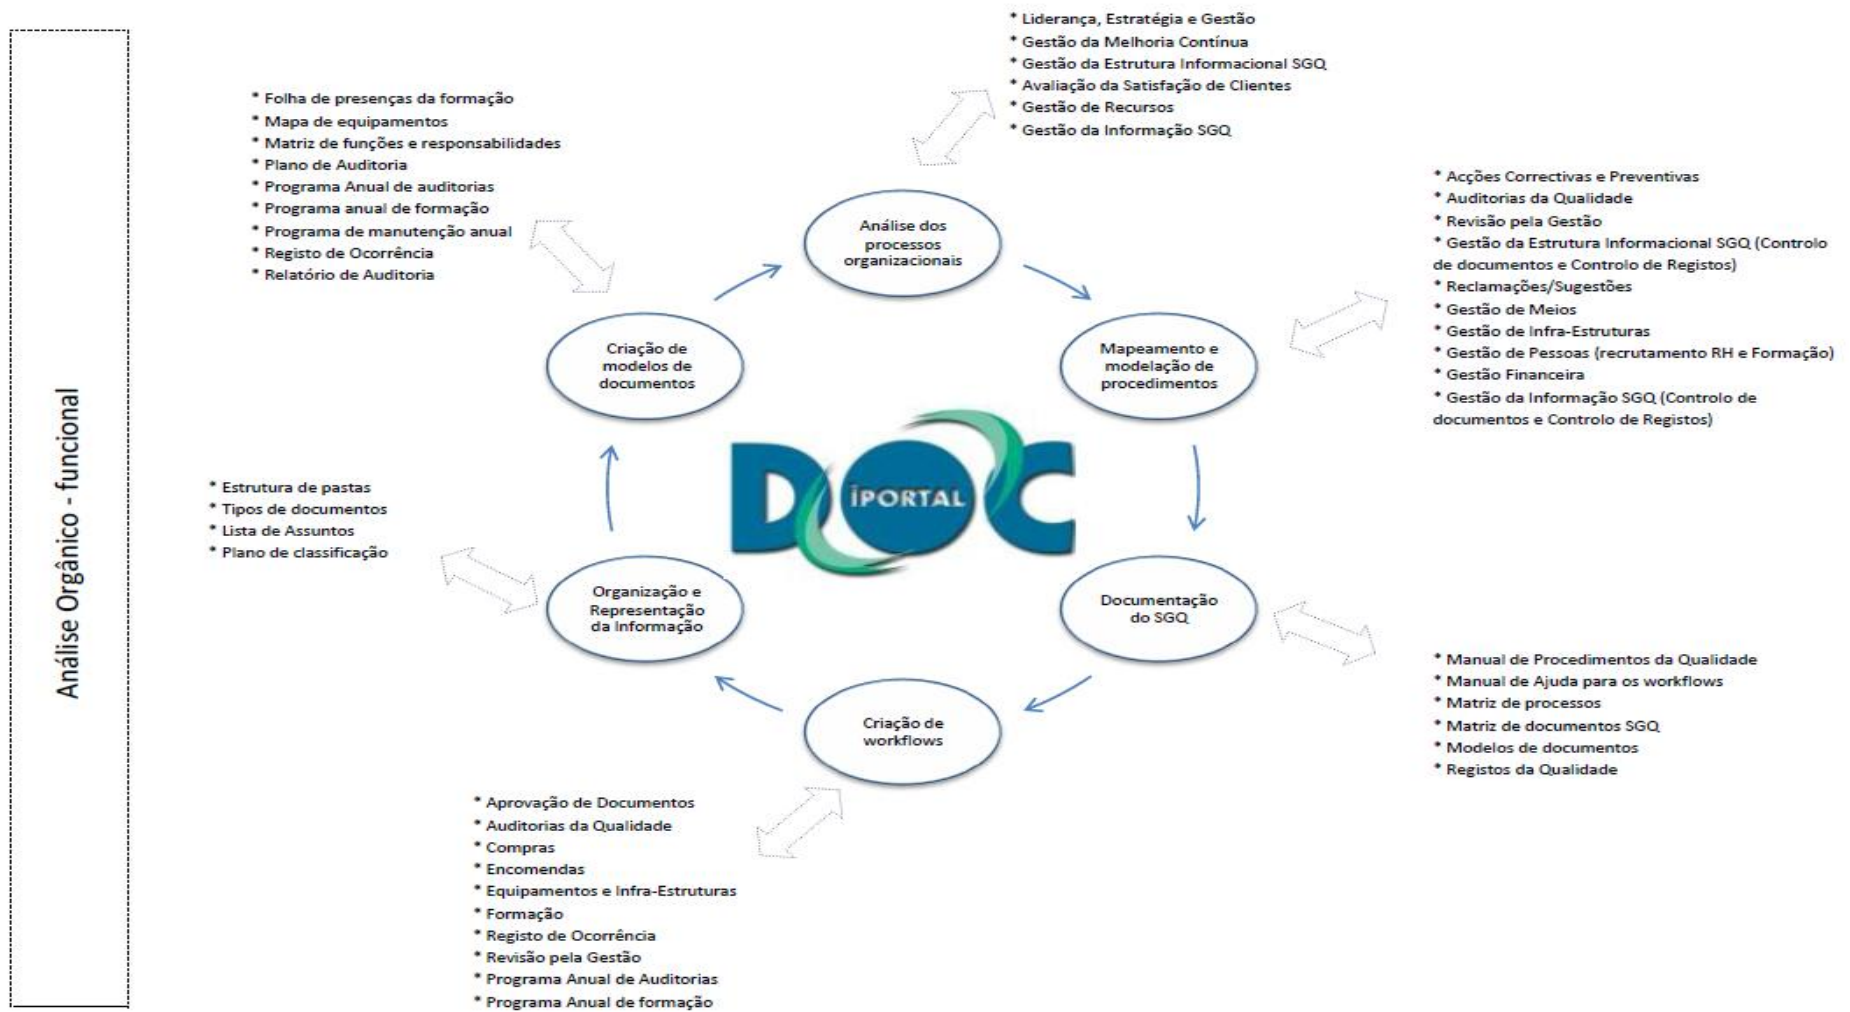 Análise Orgânico - funcional
* Liderança, Estratégia e Gestão
* Gestão da Melhoria Contínua
* Gestão da Estrutura Informacional SGQ
* Avaliação da Satisfação de Clientes
* Gestão de Recursos
* Gestão da Informação SGQ
* Folha de presenças da formação
* Mapa de equipamentos
* Matriz de funções e responsabilidades
* Plano de Auditoria
* Programa Anual de auditorias
* Programa anual de formação
* Programa de manutenção anual
* Registo de Ocorrência
* Relatório de Auditoria
Análise dos
processos
organizacionais
* Acções Correctivas e Preventivas
* Auditorias da Qualidade
* Revisão pela Gestão
* Gestão da Estrutura Informacional SGQ (Controlo
de documentos e Controlo de Registos)
* Reclamações/Sugestões
* Gestão de Meios
* Gestão de Infra-Estruturas
* Gestão de Pessoas (recrutamento RH e Formação)
* Gestão Financeira
* Gestão da Informação SGQ (Controlo de
documentos e Controlo de Registos)
Criação de
modelos de
documentos
Mapeamento e
modelação de
procedimentos
DOC
iPORTAL
* Estrutura de pastas
* Tipos de documentos
* Lista de Assuntos
* Plano de classificação
Organização e
Representação
da Informação
Documentação
do SGQ
* Manual de Procedimentos da Qualidade
* Manual de Ajuda para os workflows
* Matriz de processos
* Matriz de documentos SGQ
* Modelos de documentos
* Registos da Qualidade
Criação de
workflows
* Aprovação de Documentos
* Auditorias da Qualidade
* Compras
* Encomendas
* Equipamentos e Infra-Estruturas
* Formação
* Registo de Ocorrência
* Revisão pela Gestão
* Programa Anual de Auditorias
* Programa Anual de formação